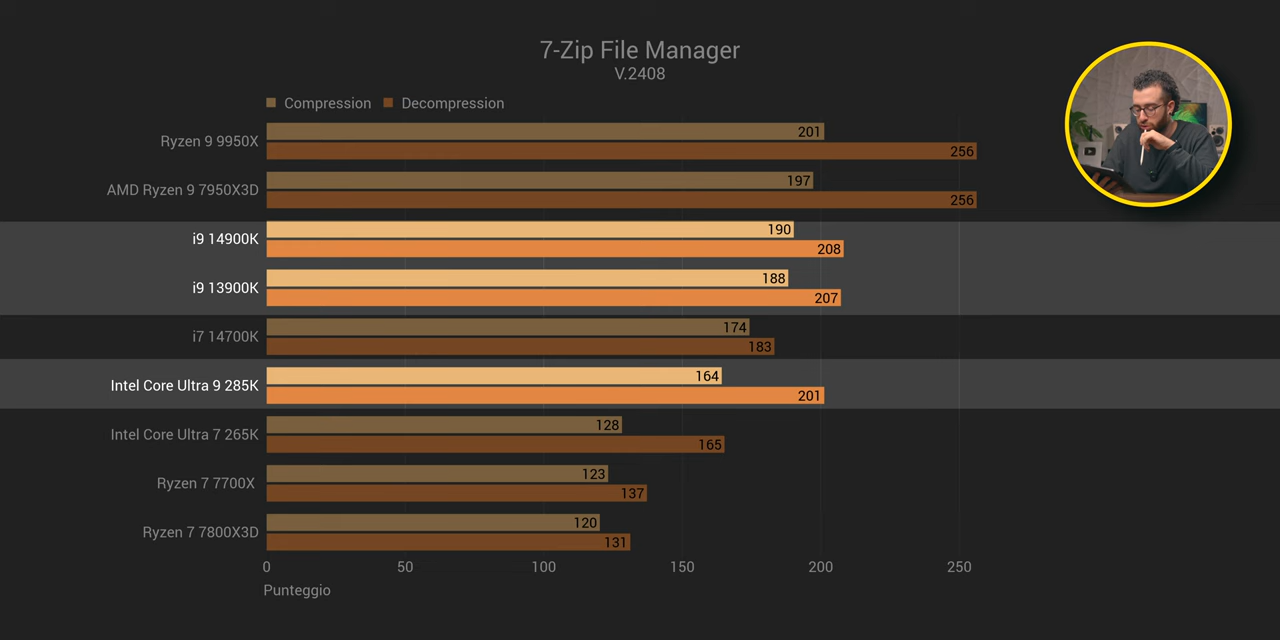 7-Zip File Manager
V.2408
Compression Decompression
Ryzen 9 9950X 201
256
AMD Ryzen 9 7950X3D 197
256
i9 14900K 190
208
i9 13900K 188
207
i7 14700K 174
183
Intel Core Ultra 9 285K 164
201
Intel Core Ultra 7 265K 128
165
Ryzen 7 7700X 123
137
Ryzen 7 7800X3D 120
131
0 50 100 150 200 250
Punteggio